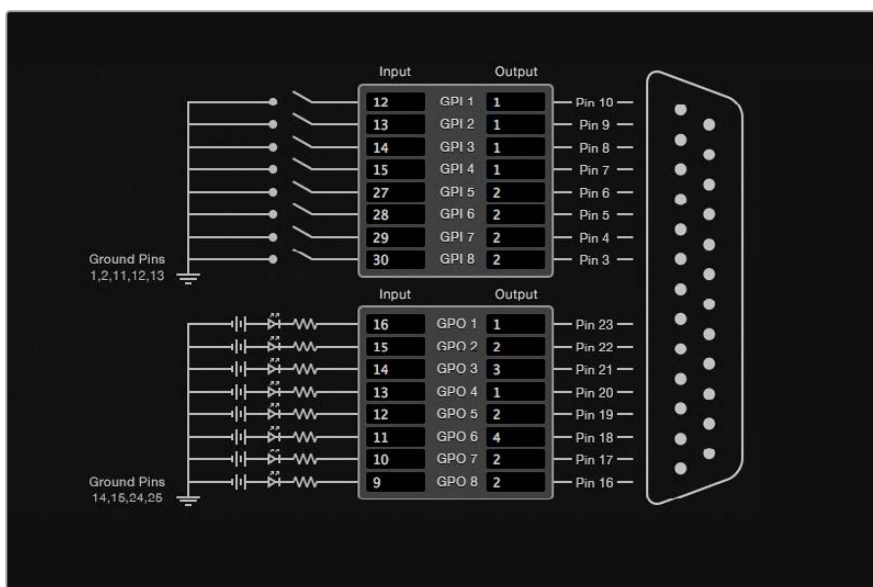 Input Output
12 GPI 1 1 Pin 10
13 GPI 2 1 Pin 9
14 GPI 3 1 Pin 8
15 GPI 4 1 Pin 7
27 GPI 5 2 Pin 6
28 GPI 6 2 Pin 5
29 GPI 7 2 Pin 4
30 GPI 8 2 Pin 3
Ground Pins
1,2,11,12,13
Input Output
16 GPO 1 1 Pin 23
15 GPO 2 2 Pin 22
14 GPO 3 3 Pin 21
13 GPO 4 1 Pin 20
12 GPO 5 2 Pin 19
11 GPO 6 4 Pin 18
10 GPO 7 2 Pin 17
9 GPO 8 2 Pin 16
Ground Pins
14,15,24,25